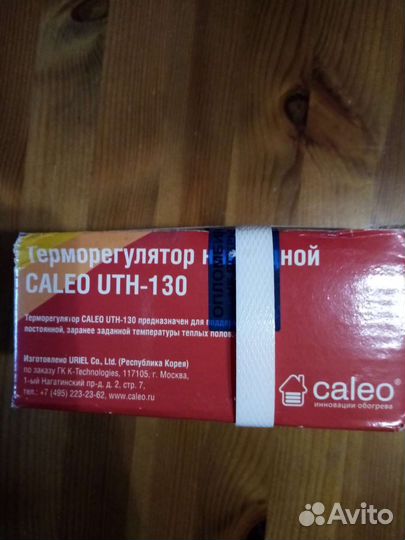 Терморегулятор н дной
CALEO UTH-130
Терморегулятор CALEO UTH-130 предназначен для
постоянной, заранее заданной температуры теплых полов.
Изготовлено URIEL Co., Ltd. (Республика Корея)
по заказу ГК K-Technologies, 117105, г. Москва,
1-ый Нагатинский пр-д, д. 2, стр. 7,
тел.: +7 (495) 223-23-62, www.caleo.ru
caleo®
инновации обогрева
Avito